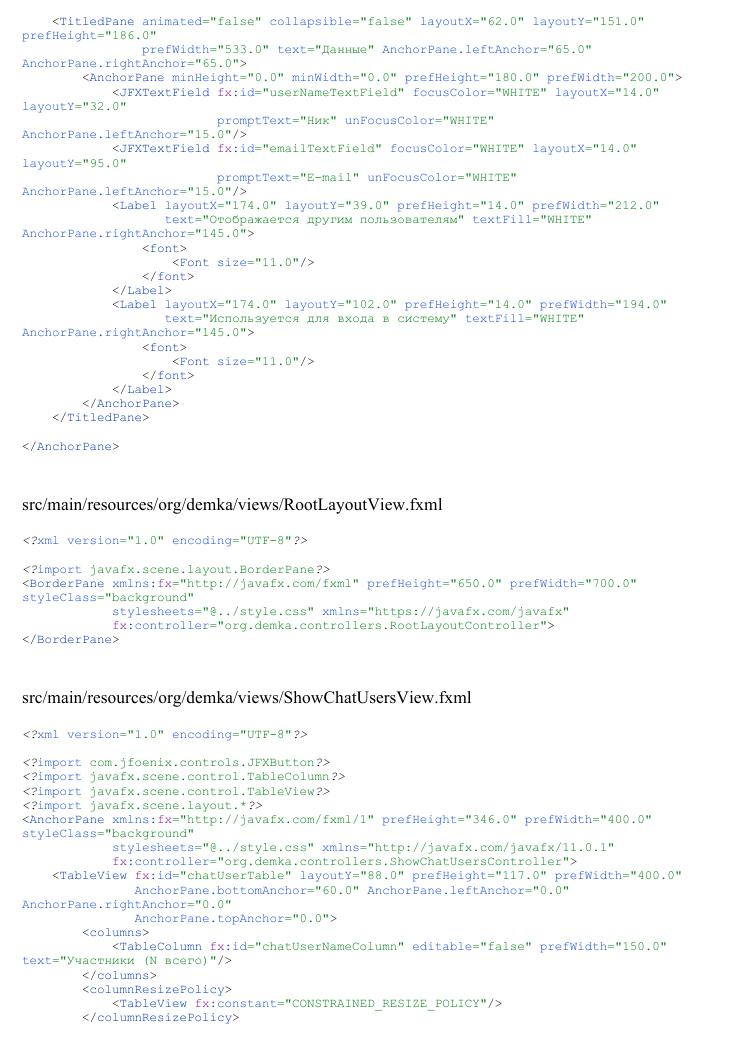 <TitledPane animated="false" collapsible="false" layoutX="62.0" layoutY="151.0"
prefHeight="186.0"
prefWidth="533.0" text="Данные" AnchorPane.leftAnchor="65.0"
AnchorPane.rightAnchor="65.0">
<AnchorPane minHeight="0.0" minWidth="0.0" prefHeight="180.0" prefWidth="200.0">
<JFXTextField fx:id="userNameTextField" focusColor="WHITE" layoutX="14.0"
layoutY="32.0"
promptText="Ник" unFocusColor="WHITE"
AnchorPane.leftAnchor="15.0"/>
<JFXTextField fx:id="emailTextField" focusColor="WHITE" layoutX="14.0"
layoutY="95.0"
promptText="E-mail" unFocusColor="WHITE"
AnchorPane.leftAnchor="15.0"/>
<Label layoutX="174.0" layoutY="39.0" prefHeight="14.0" prefWidth="212.0"
text="Отображается другим пользователям" textFill="WHITE"
AnchorPane.rightAnchor="145.0">
<font>
<Font size="11.0"/>
</font>
</Label>
<Label layoutX="174.0" layoutY="102.0" prefHeight="14.0" prefWidth="194.0"
text="Используется для входа в систему" textFill="WHITE"
AnchorPane.rightAnchor="145.0">
<font>
<Font size="11.0"/>
</font>
</Label>
</AnchorPane>
</TitledPane>
</AnchorPane>
src/main/resources/org/demka/views/RootLayoutView.fxml
<?xml version="1.0" encoding="UTF-8"?>
<?import javafx.scene.layout.BorderPane?>
<BorderPane xmlns:fx="http://javafx.com/fxml" prefHeight="650.0" prefWidth="700.0"
styleClass="background"
stylesheets="@../style.css" xmlns="https://javafx.com/javafx"
fx:controller="org.demka.controllers.RootLayoutController">
</BorderPane>
src/main/resources/org/demka/views/ShowChatUsersView.fxml
<?xml version="1.0" encoding="UTF-8"?>
<?import com.jfoenix.controls.JFXButton?>
<?import javafx.scene.control.TableColumn?>
<?import javafx.scene.control.TableView?>
<?import javafx.scene.layout.*?>
<AnchorPane xmlns:fx="http://javafx.com/fxml/1" prefHeight="346.0" prefWidth="400.0"
styleClass="background"
stylesheets="@../style.css" xmlns="http://javafx.com/javafx/11.0.1"
fx:controller="org.demka.controllers.ShowChatUsersController">
<TableView fx:id="chatUserTable" layoutY="88.0" prefHeight="117.0" prefWidth="400.0"
AnchorPane.bottomAnchor="60.0" AnchorPane.leftAnchor="0.0"
AnchorPane.rightAnchor="0.0"
AnchorPane.topAnchor="0.0">
<columns>
<TableColumn fx:id="chatUserNameColumn" editable="false" prefWidth="150.0"
text="Участники (N всего)"/>
</columns>
<columnResizePolicy>
<TableView fx:constant="CONSTRAINED_RESIZE_POLICY"/>
</columnResizePolicy>